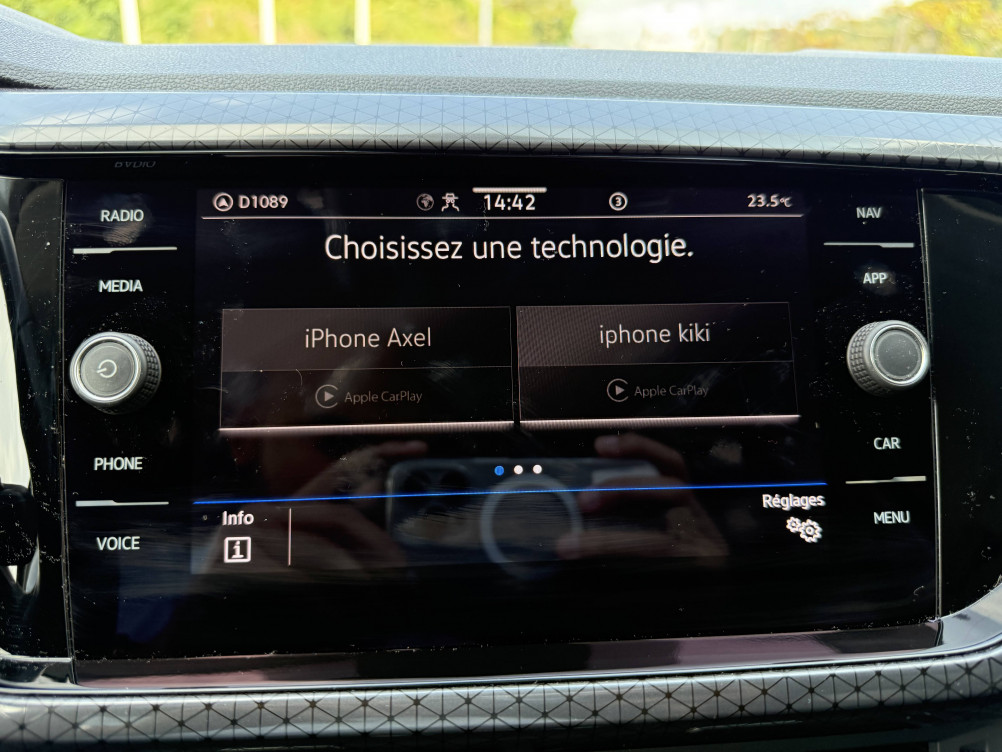 RADIO
D1089 14:42 3 23.5°C
NAV
Choisissez une technologie.
MEDIA
APP
iPhone Axel
iphone kiki
Apple CarPlay
Apple CarPlay
PHONE
CAR
Info
i
Réglages
VOICE
MENU